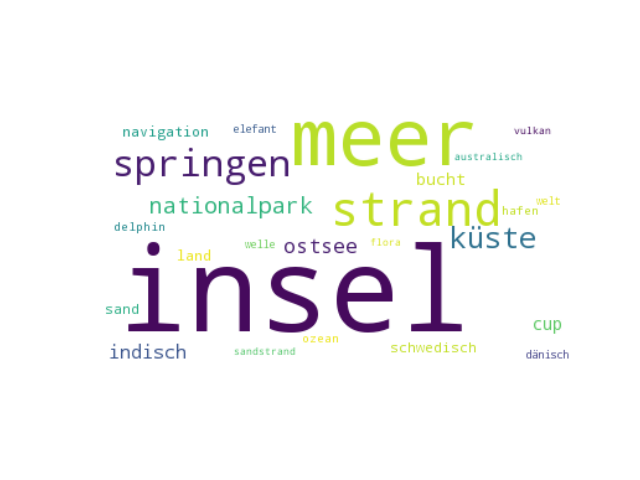 navigation elefant meer vulkan
springen australisch
bucht
nationalpark strand hafen welt
delphin küste
land welle ostsee flora
insel
sand
cup
indisch sandstrand ozean schwedisch dänisch